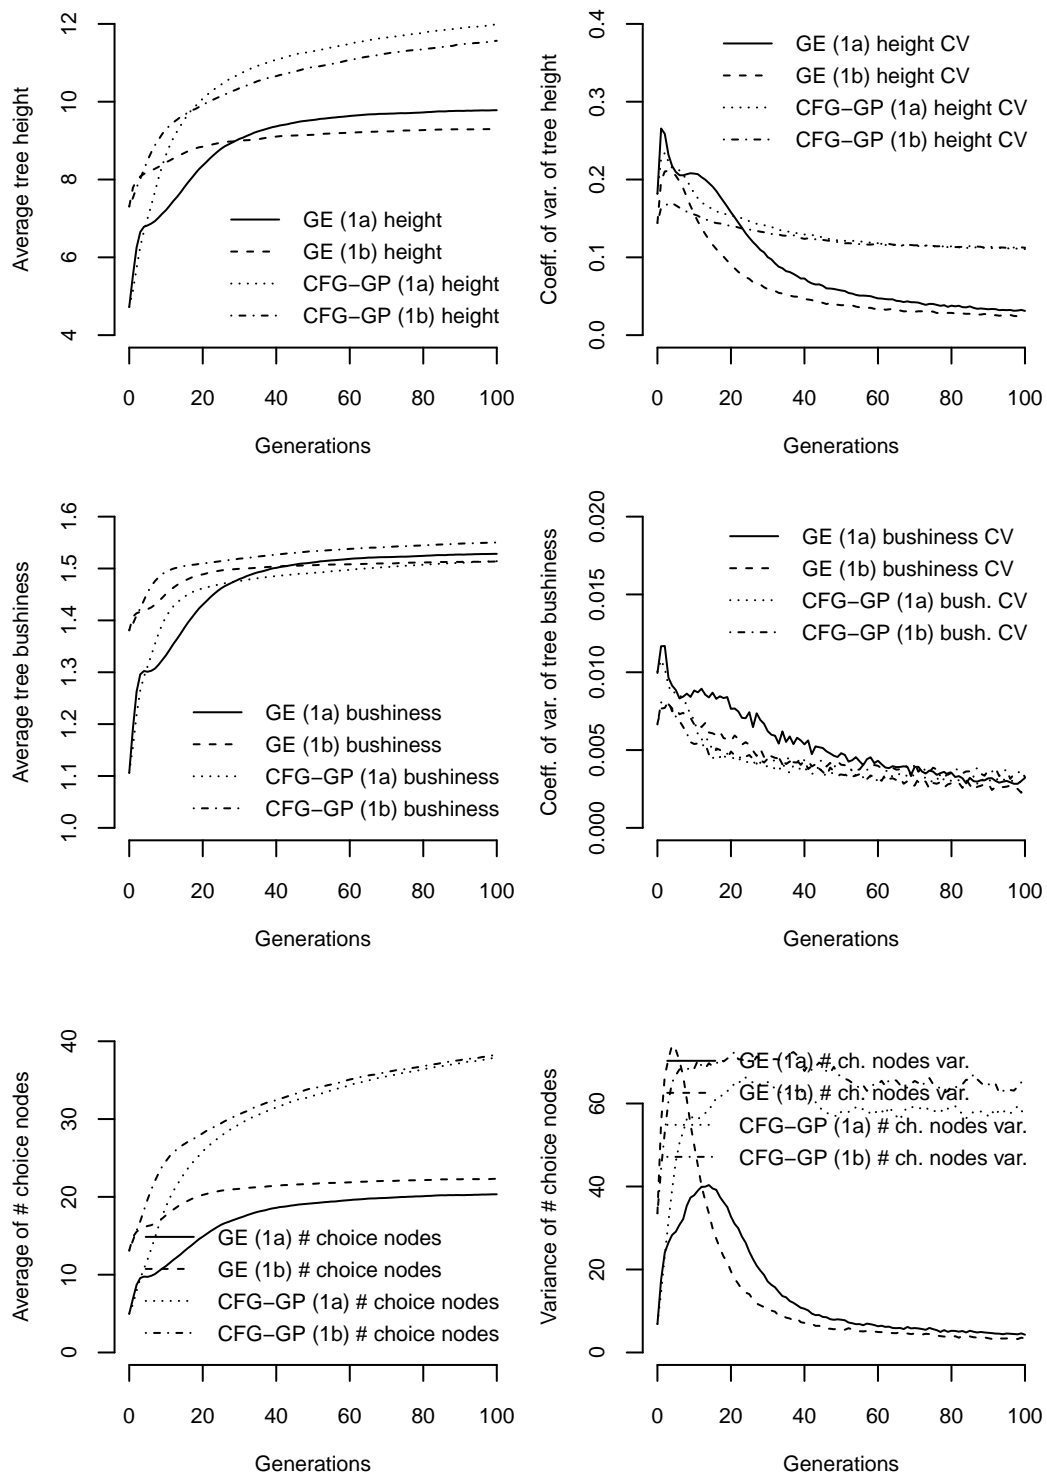 Average tree height
12
10
8
6
4
GE (1a) height
GE (1b) height
CFG−GP (1a) height
CFG−GP (1b) height
0 20 40 60 80 100
Generations
Coeff. of var. of tree height
0.4
0.3
0.2
0.1
0.0
GE (1a) height CV
GE (1b) height CV
CFG−GP (1a) height CV
CFG−GP (1b) height CV
0 20 40 60 80 100
Generations
Average tree bushiness
1.6
1.5
1.4
1.3
1.2
1.1
1.0
GE (1a) bushiness
GE (1b) bushiness
CFG−GP (1a) bushiness
CFG−GP (1b) bushiness
0 20 40 60 80 100
Generations
Coeff. of var. of tree bushiness
0.020
0.015
0.010
0.005
0.000
GE (1a) bushiness CV
GE (1b) bushiness CV
CFG−GP (1a) bush. CV
CFG−GP (1b) bush. CV
0 20 40 60 80 100
Generations
Average of # choice nodes
40
30
20
10
0
GE (1a) # choice nodes
GE (1b) # choice nodes
CFG−GP (1a) # choice nodes
CFG−GP (1b) # choice nodes
0 20 40 60 80 100
Generations
Variance of # choice nodes
60
40
20
0
GE (1a) # ch. nodes var.
GE (1b) # ch. nodes var.
CFG−GP (1a) # ch. nodes var.
CFG−GP (1b) # ch. nodes var.
0 20 40 60 80 100
Generations